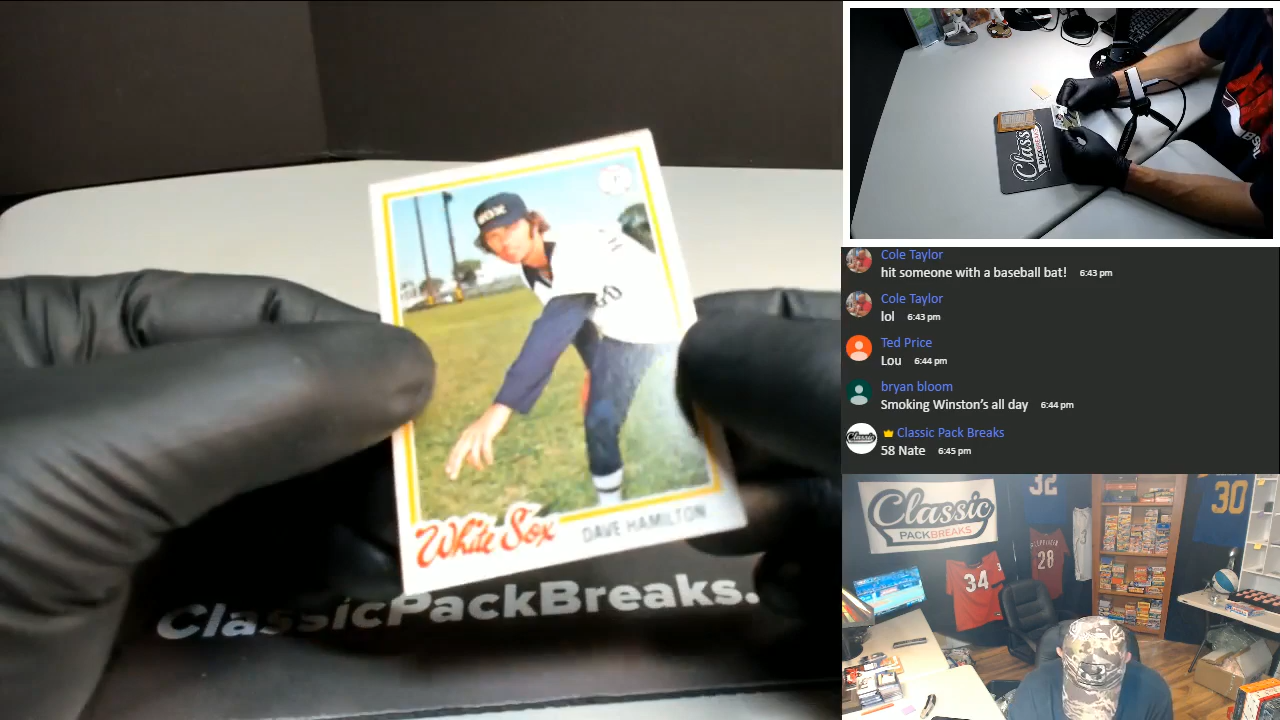 SOX
P
White Sox DAVE HAMILTON
ClassicPackBreaks.
Classic
Cole Taylor
hit someone with a baseball bat! 6:43 pm
Cole Taylor
lol 6:43 pm
Ted Price
Lou 6:44 pm
bryan bloom
Smoking Winston's all day 6:44 pm
Classic Pack Breaks
58 Nate 6:45 pm
Classic
PACKBREAKS
32
30
28
34